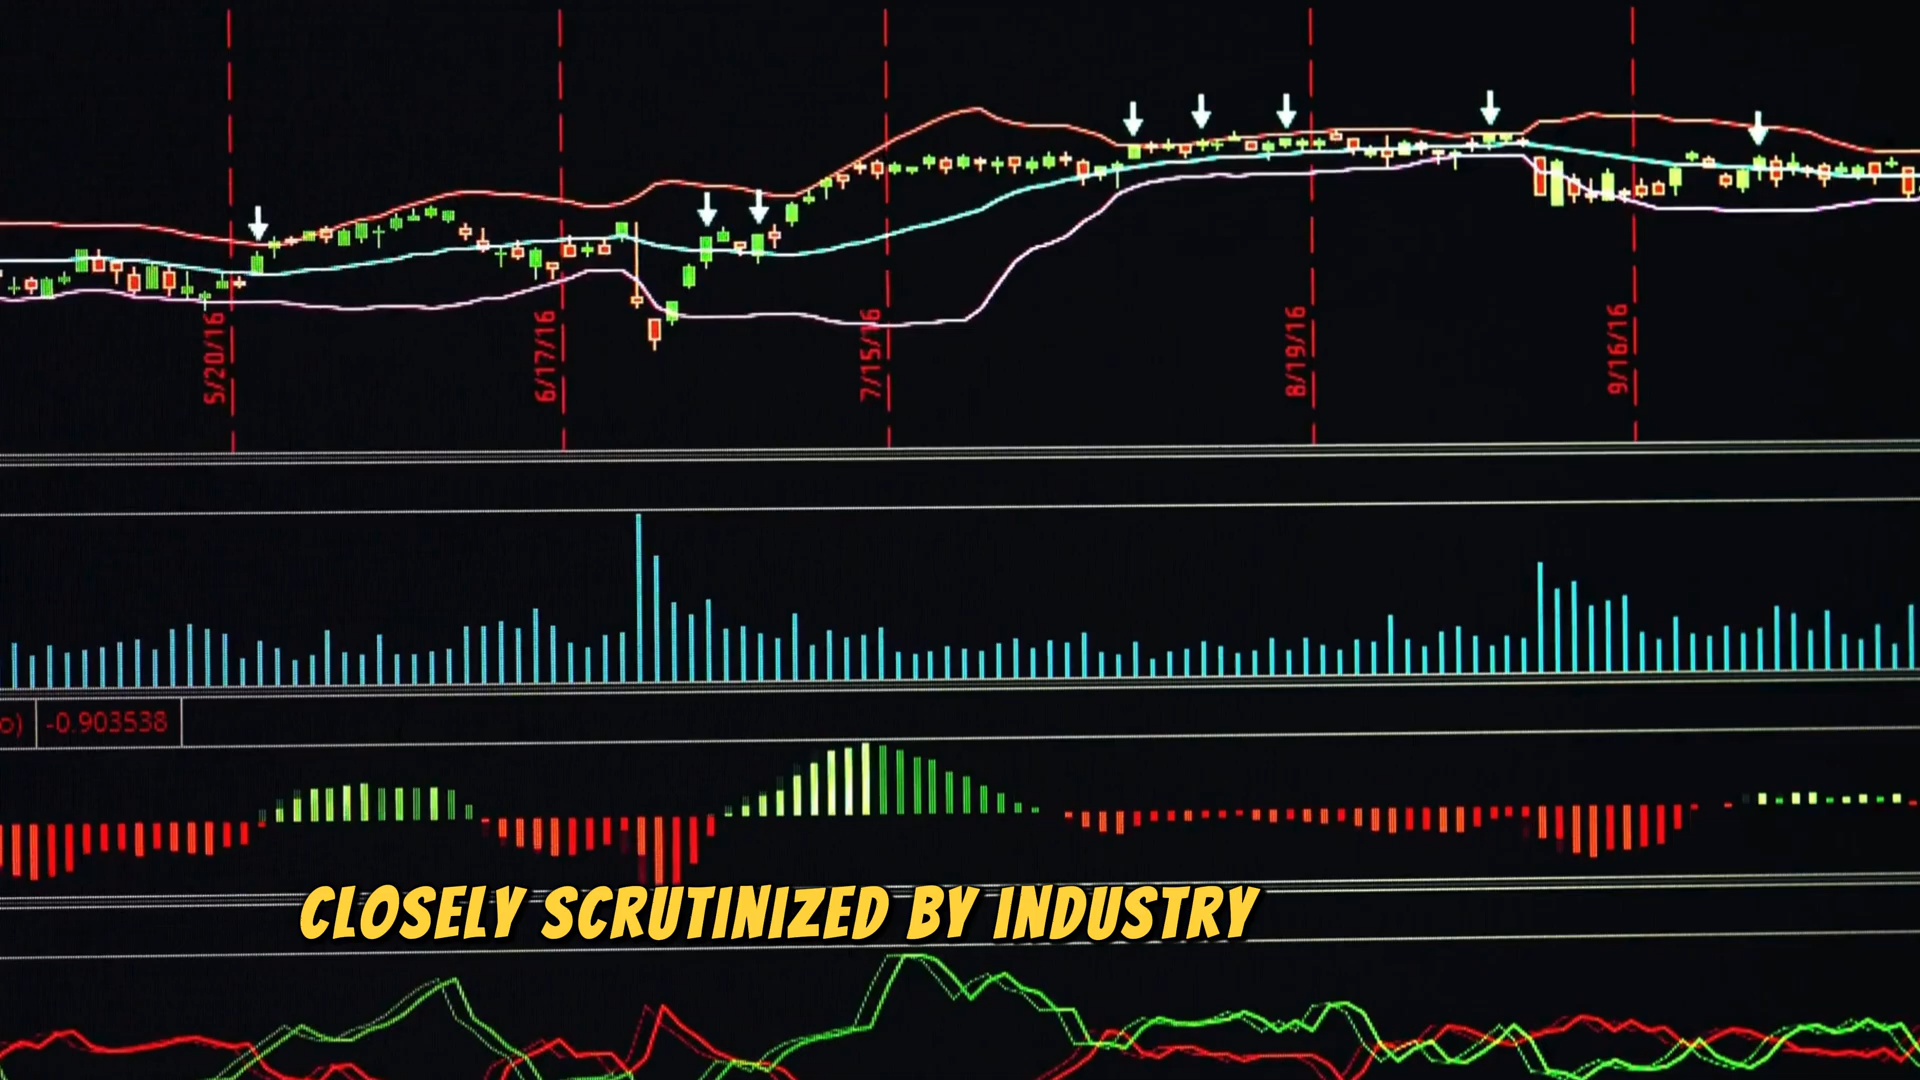 5/20/16
6/17/16
7/15/16
8/19/16
9/16/16
o) -0.903538
CLOSELY SCRUTINIZED BY INDUSTRY